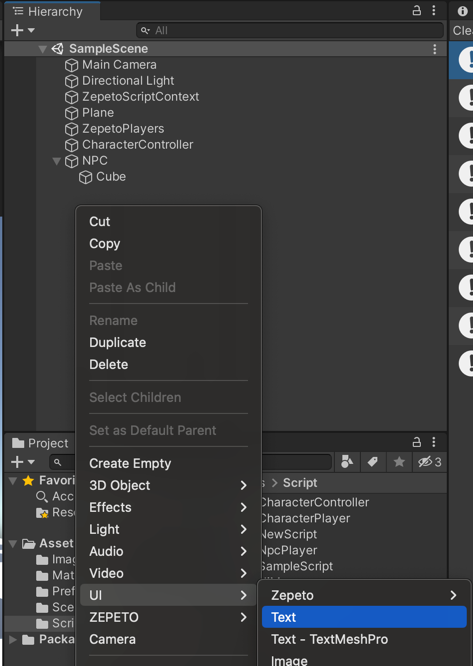 Hierarchy
All
SampleScene
Main Camera
Directional Light
ZepetoScriptContext
Plane
ZepetoPlayers
CharacterController
NPC
Cube
Cut
Copy
Paste
Paste As Child
Rename
Duplicate
Delete
Select Children
Set as Default Parent
Create Empty
3D Object
Effects
Light
Audio
Video
UI
ZEPETO
Camera
Zepeto
Text
Text - TextMeshPro
Image
Project
3
Favori
Acc
Res
Asset
Ima
Mat
Pref
Sce
Scri
Packa
s > Script
CharacterController
CharacterPlayer
NewScript
NpcPlayer
SampleScript
Clea